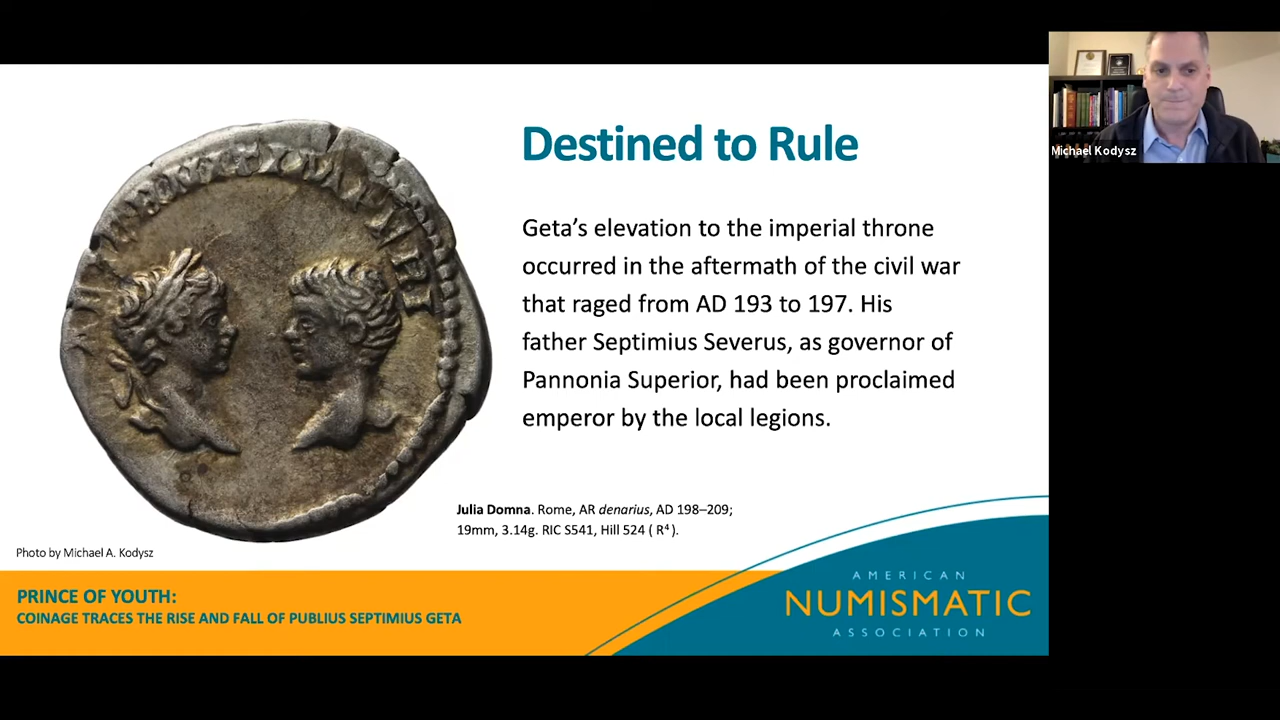 Destined to Rule
Geta's elevation to the imperial throne
occurred in the aftermath of the civil war
that raged from AD 193 to 197. His
father Septimius Severus, as governor of
Pannonia Superior, had been proclaimed
emperor by the local legions.
Julia Domna. Rome, AR denarius, AD 198–209;
19mm, 3.14g. RIC S541, Hill 524 ( R⁴ ).
Photo by Michael A. Kodysz
PRINCE OF YOUTH:
COINAGE TRACES THE RISE AND FALL OF PUBLIUS SEPTIMIUS GETA
AMERICAN
NUMISMATIC
ASSOCIATION
Michael Kodysz